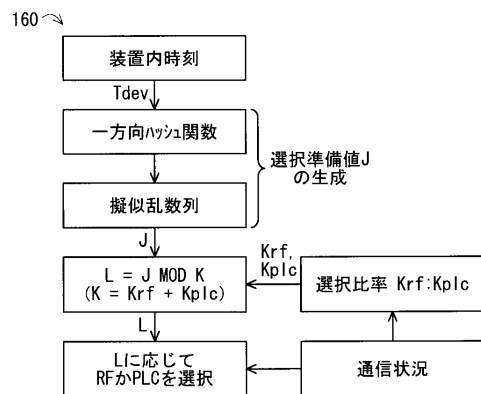 160
装置内時刻
Tdev
一方向ハッシュ関数
選択準備値J
の生成
擬似乱数列
J
Krf,
Kplc
L = J MOD K
(K = Krf + Kplc)
選択比率 Krf:Kplc
L
Lに応じて
RFかPLCを選択
通信状況